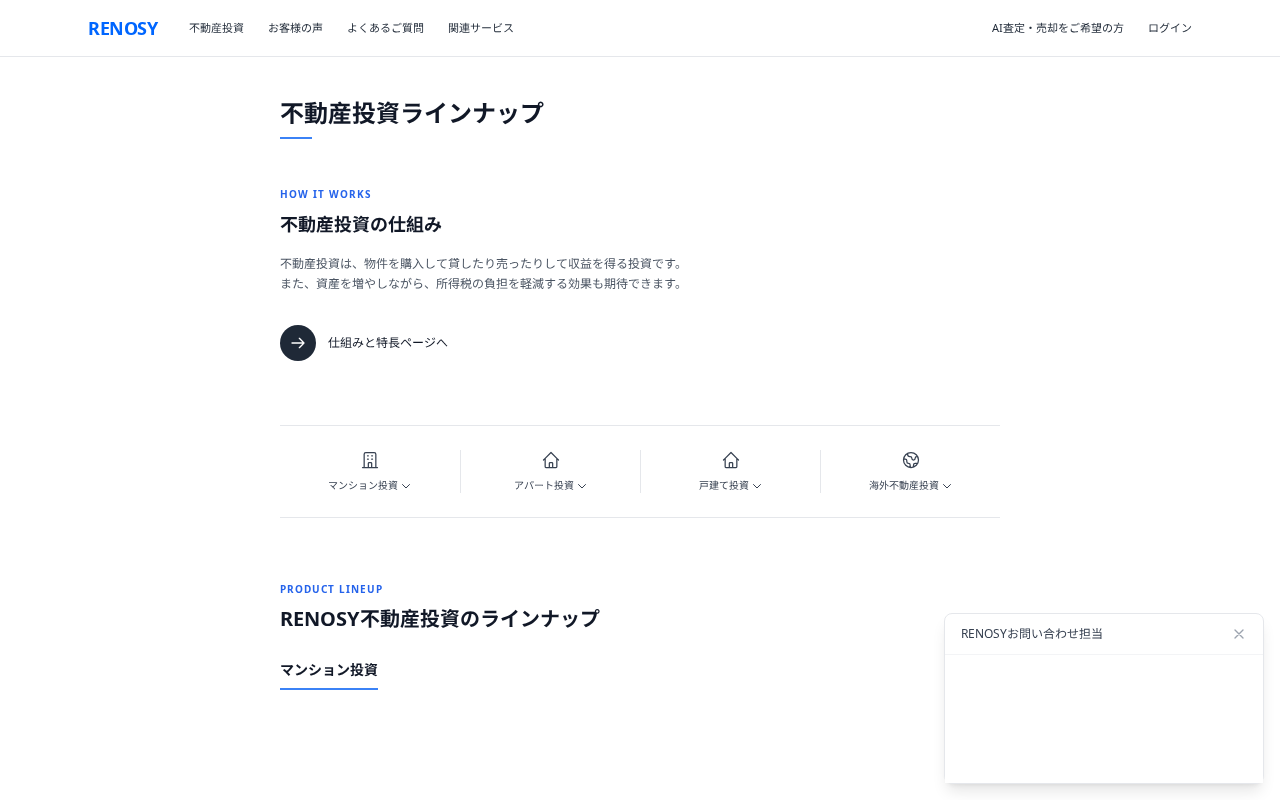 RENOSY
不動産投資
お客様の声
よくあるご質問
関連サービス
AI査定・売却をご希望の方
ログイン
不動産投資ラインナップ
HOW IT WORKS
不動産投資の仕組み
不動産投資は、物件を購入して貸したり売ったりして収益を得る投資です。
また、資産を増やしながら、所得税の負担を軽減する効果も期待できます。
仕組みと特長ページへ
マンション投資
アパート投資
戸建て投資
海外不動産投資
PRODUCT LINEUP
RENOSY不動産投資のラインナップ
マンション投資
RENOSYお問い合わせ担当